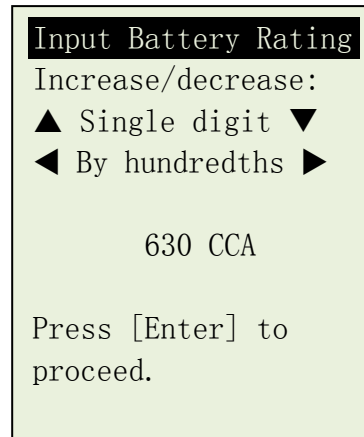 Input Battery Rating
Increase/decrease:
▲ Single digit ▼
◀ By hundredths ▶
630 CCA
Press [Enter] to
proceed.